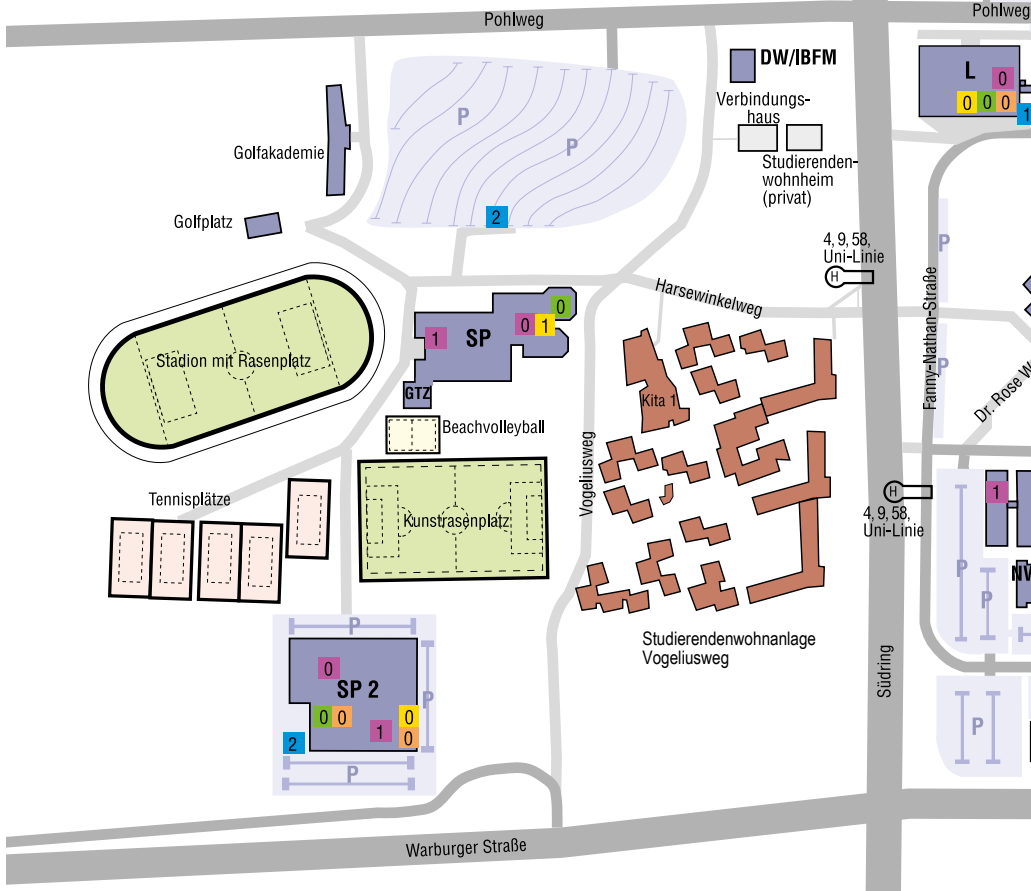 Pohlweg
Pohlweg
DW/IBFM
L
0
0 0 0
1
P
P
Verbindungs-
haus
Golfakademie
Studierenden-
wohnheim
(privat)
Golfplatz
2
4, 9, 58,
Uni-Linie
H
P
Harsewinkelweg
Fanny-Nathan-Straße
0
1
SP
0 1
Stadion mit Rasenplatz
P
GTZ
Kita 1
Dr. Rose W
Beachvolleyball
Vogeliusweg
Tennisplätze
Kunstrasenplatz
H
4, 9, 58,
Uni-Linie
1
P
P
NW
P
Studierendenwohnanlage
Vogeliusweg
Südring
0
SP 2
P
0 0
0
1
0
2
P
P
Warburger Straße